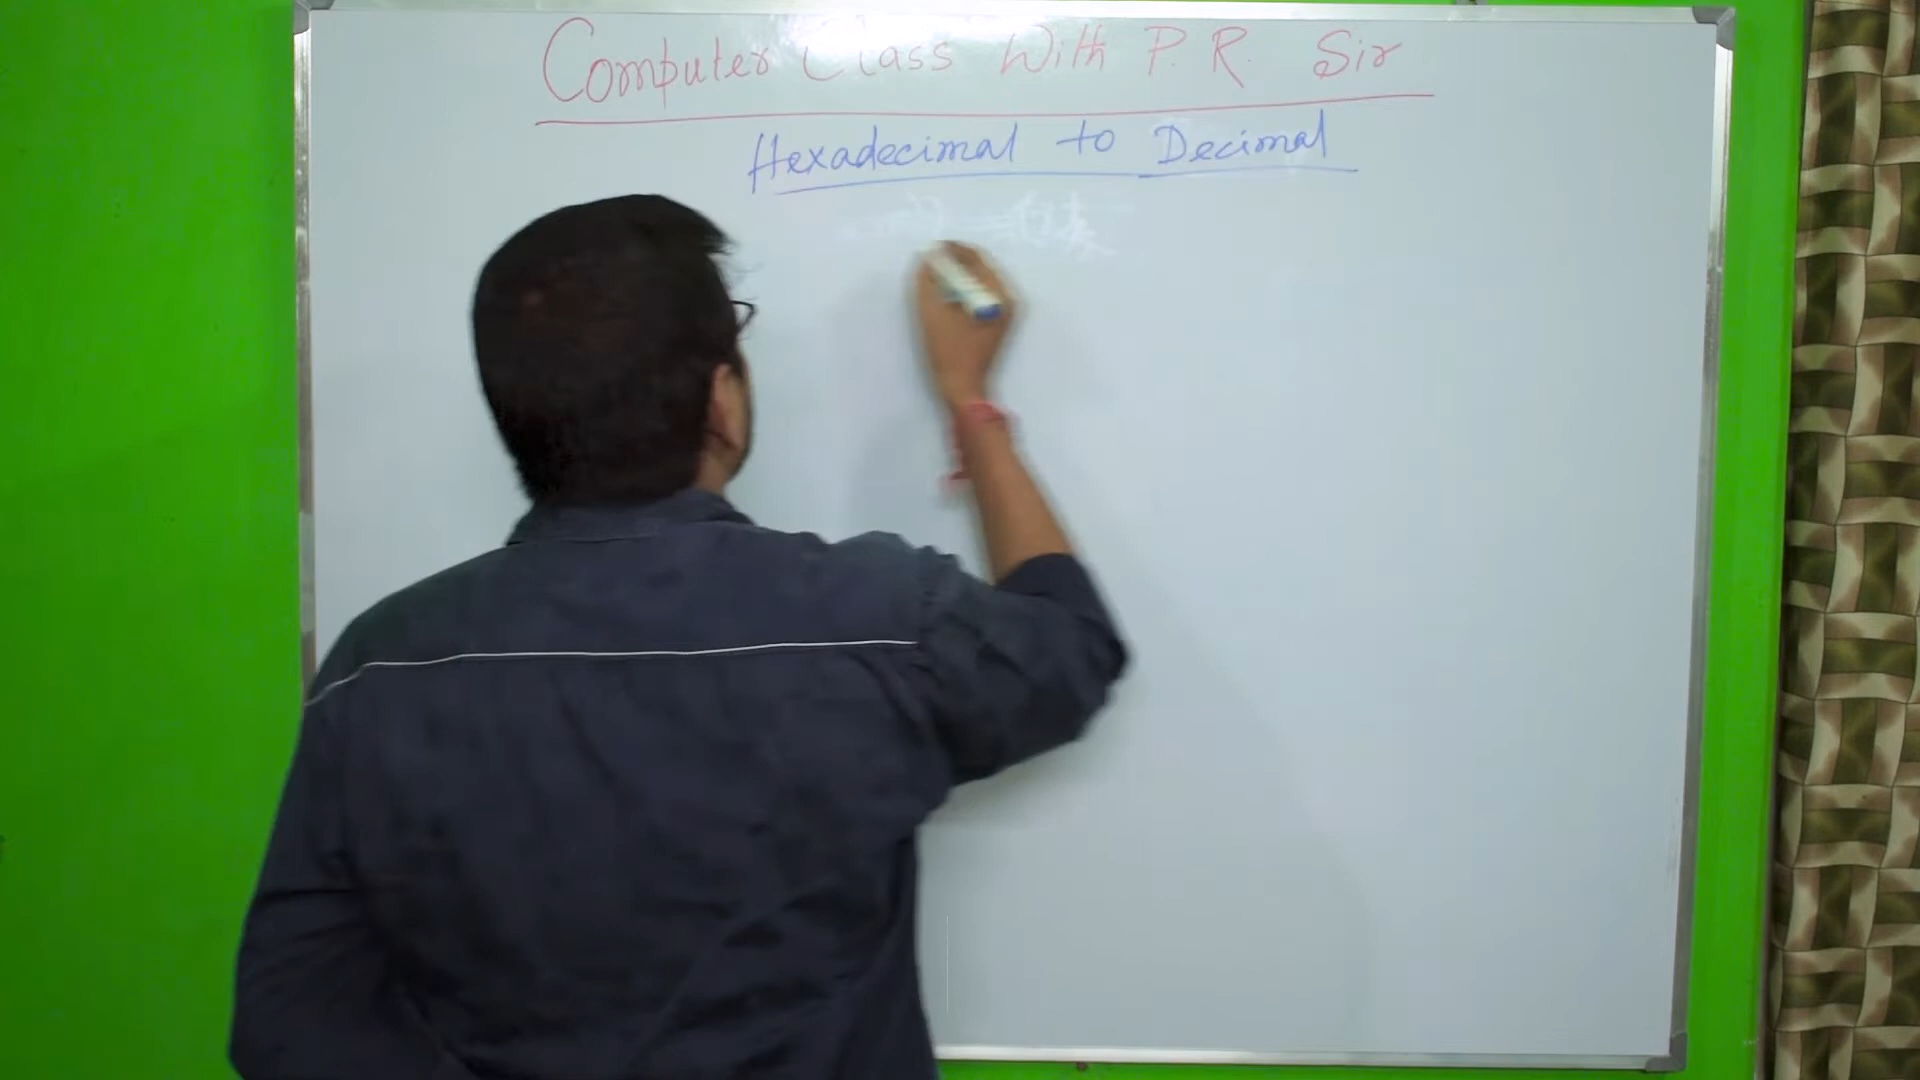 Computer Class With P. R. Sir
Hexadecimal to Decimal